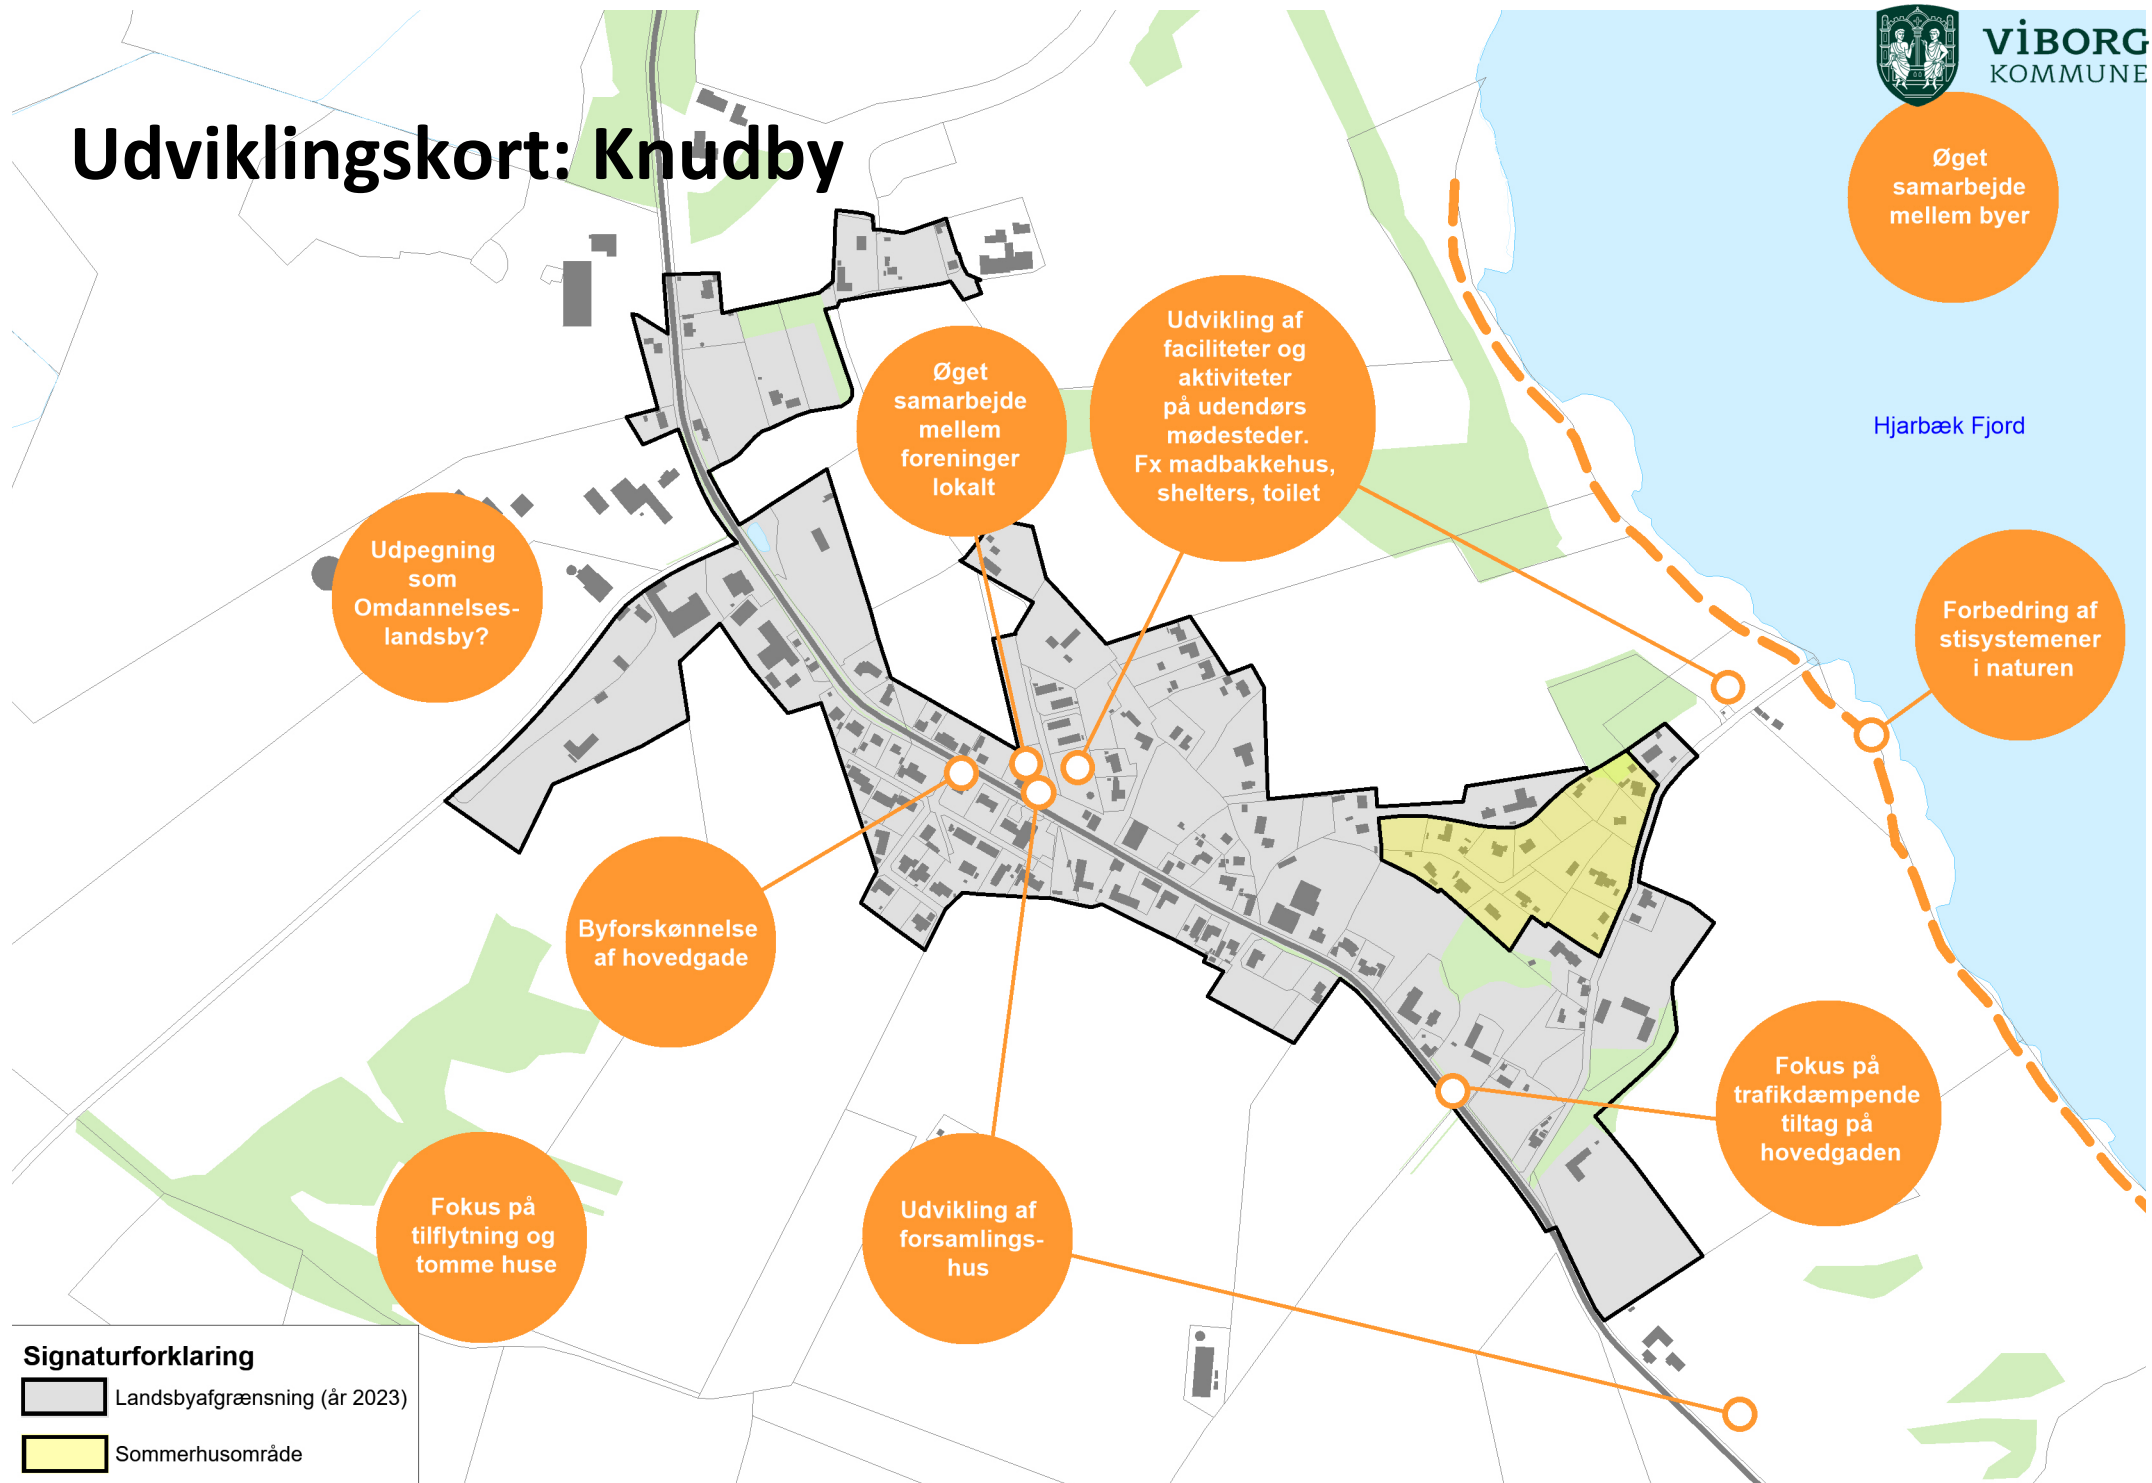 VIBORG
KOMMUNE
Udviklingskort: Knudby
Øget
samarbejde
mellem byer
Udvikling af
faciliteter og
aktiviteter
på udendørs
mødesteder.
Fx madbakkehus,
shelters, toilet
Øget
samarbejde
mellem
foreninger
lokalt
Hjarbæk Fjord
Udpegning
som
Omdannelses-
landsby?
Forbedring af
stisystemener
i naturen
Byforskønnelse
af hovedgade
Fokus på
trafikdæmpende
tiltag på
hovedgaden
Fokus på
tilflytning og
tomme huse
Udvikling af
forsamlings-
hus
Signaturforklaring
Landsbyafgrænsning (år 2023)
Sommerhusområde